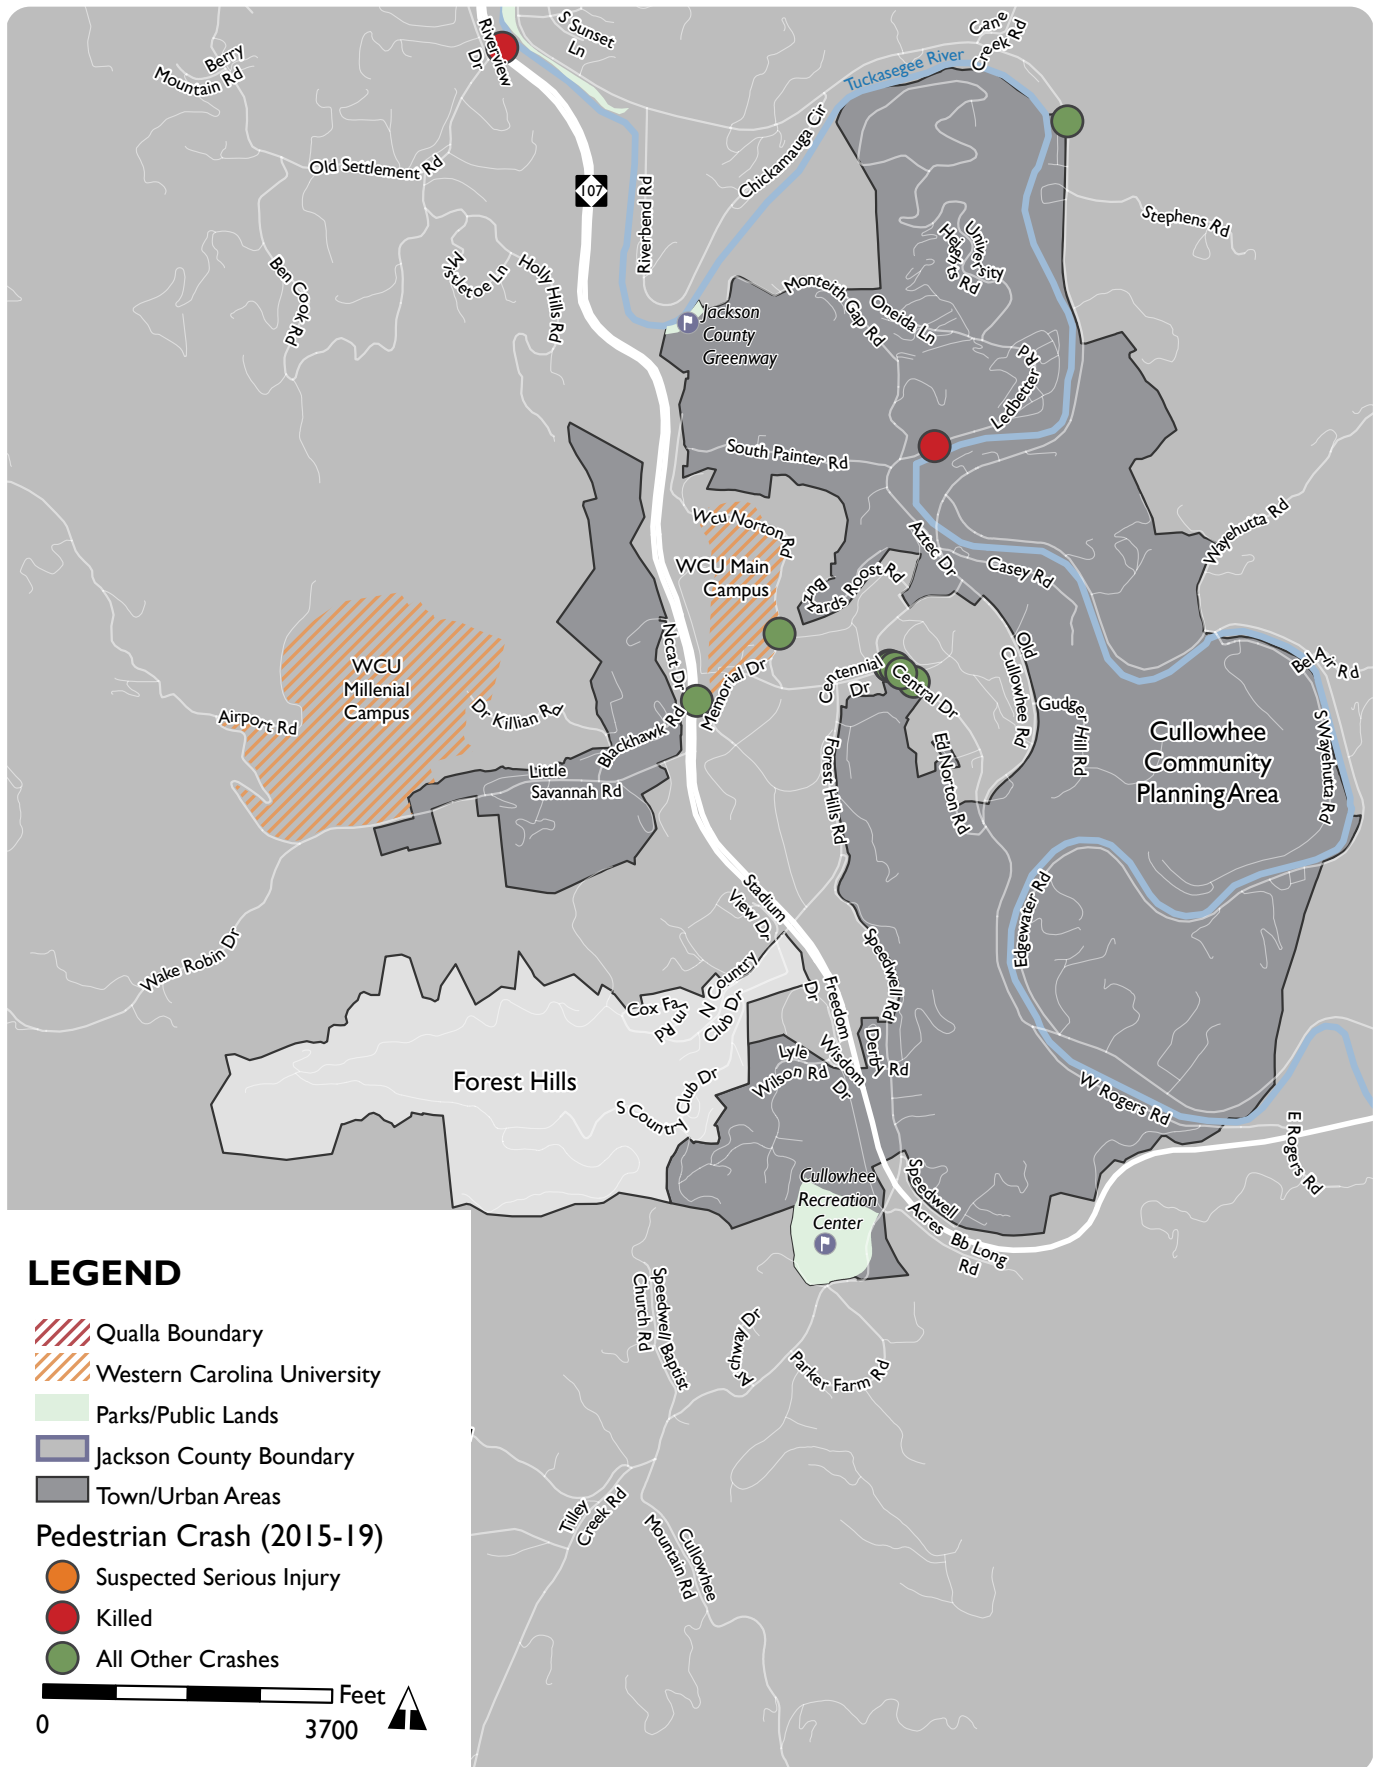 S Sunset
Ln
Cane
Creek Rd
Riverview
Dr
Berry
Mountain Rd
Tuckasegee River
Chickamauga Cir
Old Settlement Rd
107
Riverbend Rd
Stephens Rd
University
Heights Rd
Mistletoe Ln
Holly Hills Rd
Ben Cook Rd
Monteith
Gap Rd
Oneida Ln
Jackson
County
Greenway
Ledbetter
Rd
South Painter Rd
Wcu Norton
Rd
WCU Main
Campus
Aztec Dr
Casey Rd
Wayehutta Rd
Buzzards Roost Rd
Nccat Dr
Memorial Dr
Centennial
Dr
Central Dr
Old
Cullowhee Rd
Gudger
Hill Rd
Bel Air Rd
S Wayehutta Rd
WCU
Millenial
Campus
Airport Rd
Dr Killian Rd
Blackhawk Rd
Little
Savannah Rd
Forest Hills Rd
Ed Norton Rd
Cullowhee
Community
Planning Area
Stadium
View Dr
Edgewater Rd
Wake Robin Dr
Speedwell Rd
N Country
Club Dr
Cox Farm Rd
Freedom
Dr
Wisdom
Dr
Derby
Rd
Lyle
Wilson Rd
Forest Hills
S Country
Club Dr
W Rogers Rd
E Rogers Rd
Cullowhee
Recreation
Center
Speedwell
Acres
Bb Long
Rd
Speedwell Baptist
Church Rd
Archway Dr
Parker Farm Rd
Tilley
Creek Rd
Cullowhee
Mountain Rd
LEGEND
Qualla Boundary
Western Carolina University
Parks/Public Lands
Jackson County Boundary
Town/Urban Areas
Pedestrian Crash (2015-19)
Suspected Serious Injury
Killed
All Other Crashes
Feet
0
3700